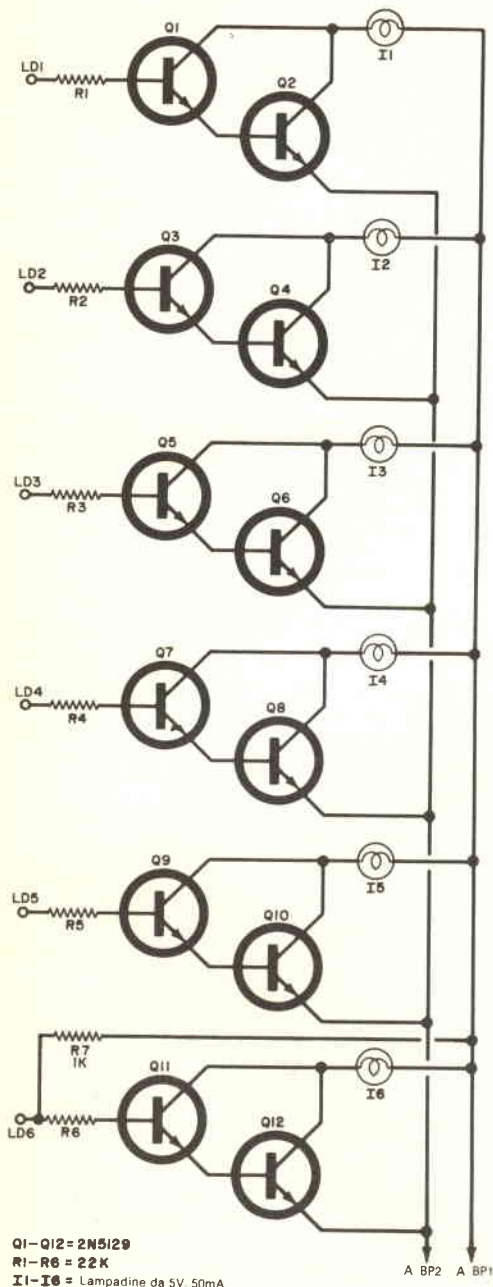 Q1
I1
LD1
R1
Q2
Q3
I2
LD2
R2
Q4
Q5
I3
LD3
R3
Q6
Q7
I4
LD4
R4
Q8
Q9
I5
LD5
R5
Q10
R7
1K
Q11
I6
LD6
R6
Q12
Q1-Q12 = 2N5129
R1-R6 = 22K
I1-I6 = Lampadine da 5V. 50mA
A BP2 A BP1